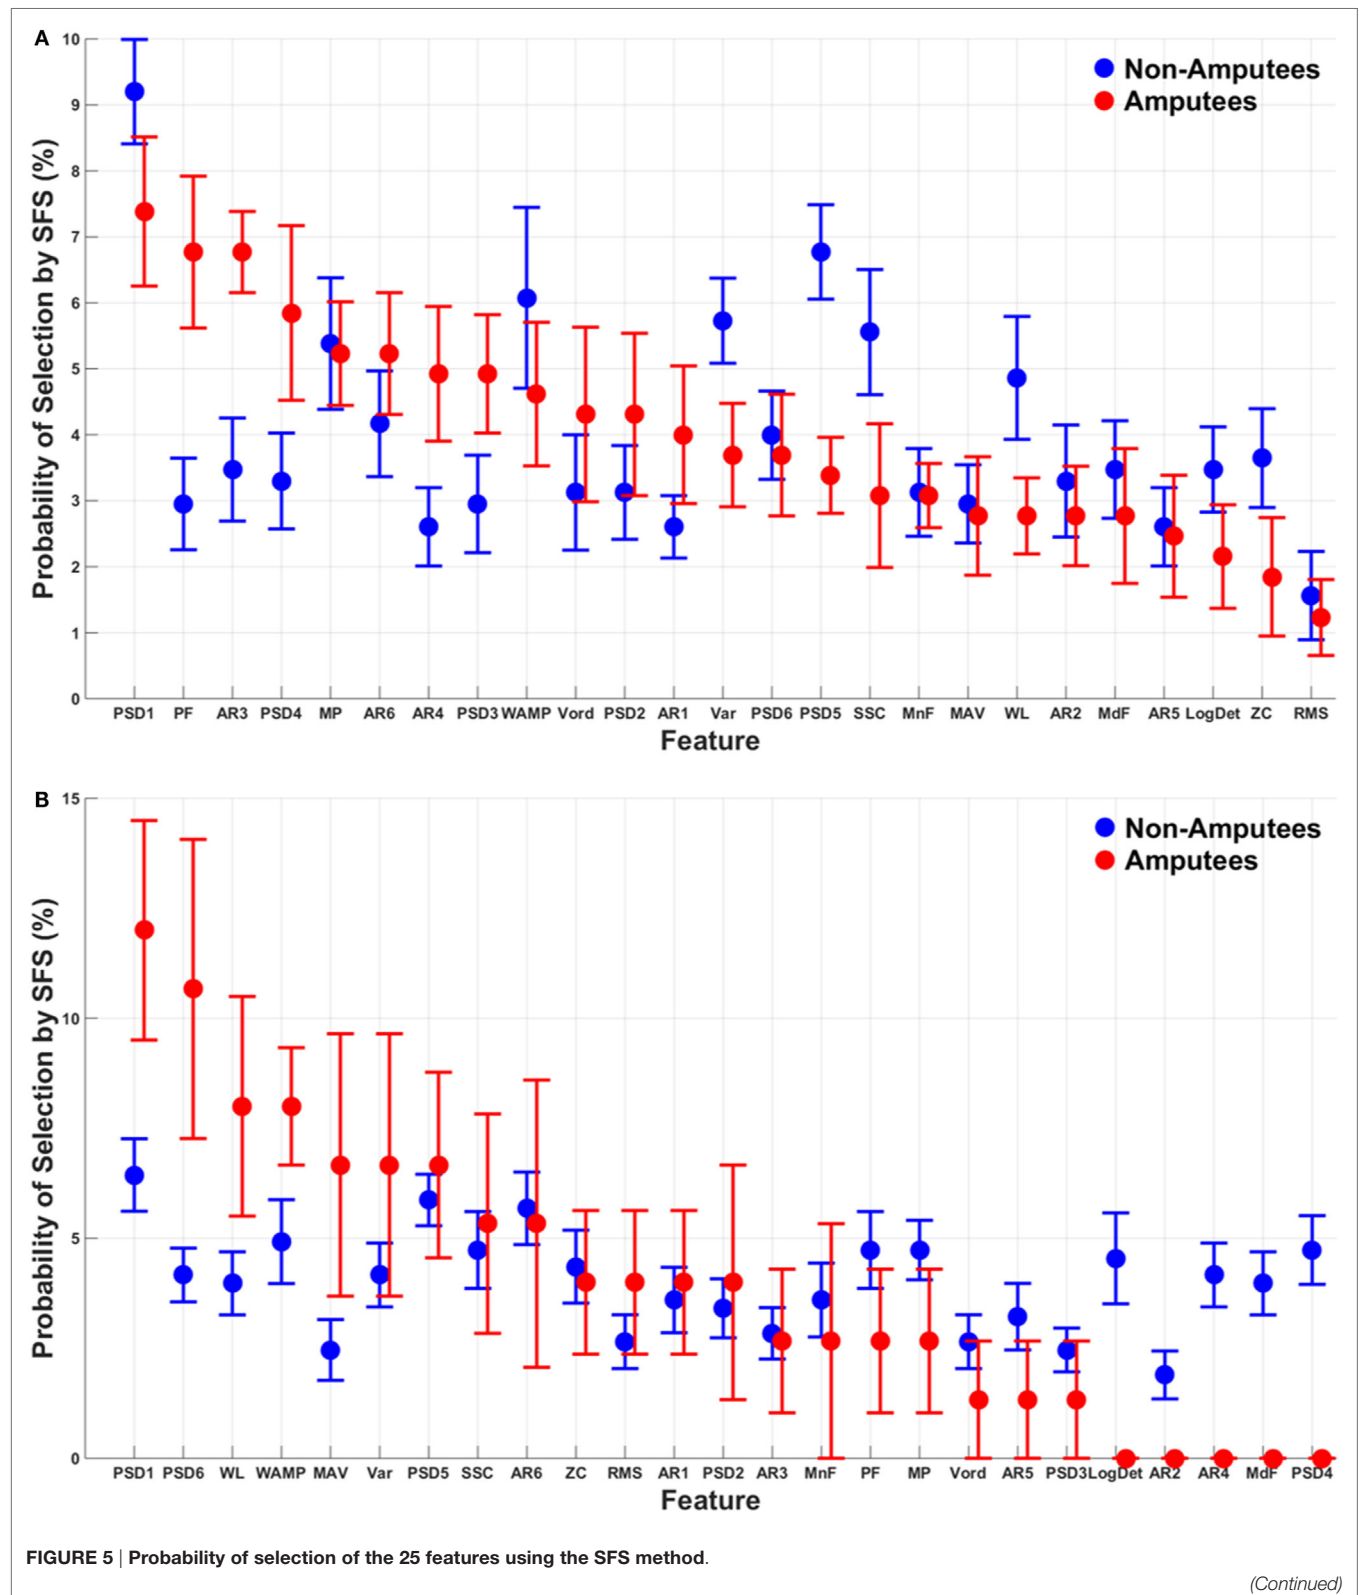 A
10
9
8
7
6
5
4
3
2
1
0
Probability of Selection by SFS (%)
Non-Amputees
Amputees
PSD1 PF AR3 PSD4 MP AR6 AR4 PSD3 WAMP Vord PSD2 AR1 Var PSD6 PSD5 SSC MnF MAV WL AR2 MdF AR5 LogDet ZC RMS
Feature
B
15
10
5
0
Probability of Selection by SFS (%)
Non-Amputees
Amputees
PSD1 PSD6 WL WAMP MAV Var PSD5 SSC AR6 ZC RMS AR1 PSD2 AR3 MnF PF MP Vord AR5 PSD3 LogDet AR2 AR4 MdF PSD4
Feature
FIGURE 5 | Probability of selection of the 25 features using the SFS method.
(Continued)